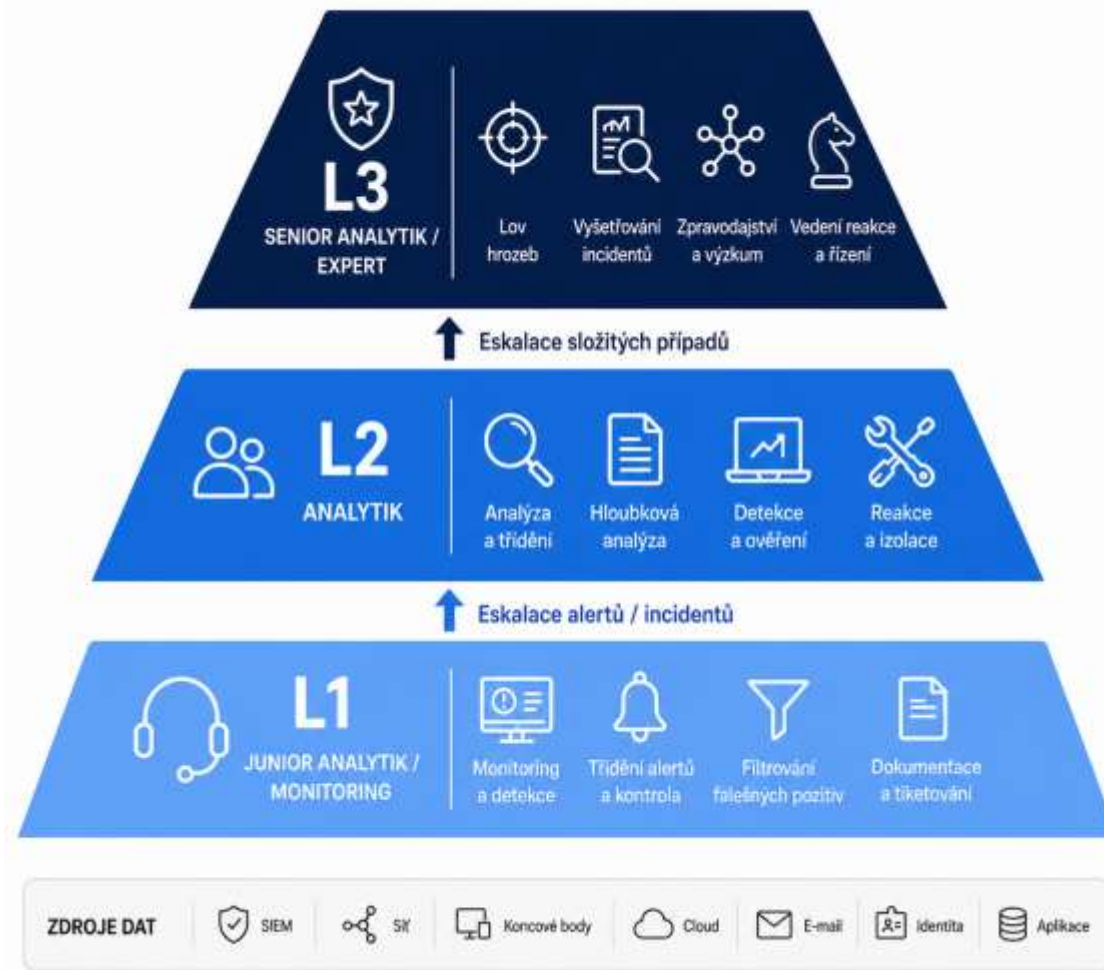 L3
SENIOR ANALYTIK /
EXPERT
Lov
hrozeb
Vyšetřování
incidentů
Zpravodajství
a výzkum
Vedení reakce
a řízení
Eskalace složitých případů
L2
ANALYTIK
Analýza
a třídění
Hloubková
analýza
Detekce
a ověření
Reakce
a izolace
Eskalace alertů / incidentů
L1
JUNIOR ANALYTIK /
MONITORING
Monitoring
a detekce
Třídění alertů
a kontrola
Filtrování
falešných pozitiv
Dokumentace
a tiketování
ZDROJE DAT
SIEM
Síť
Koncové body
Cloud
E-mail
Identita
Aplikace